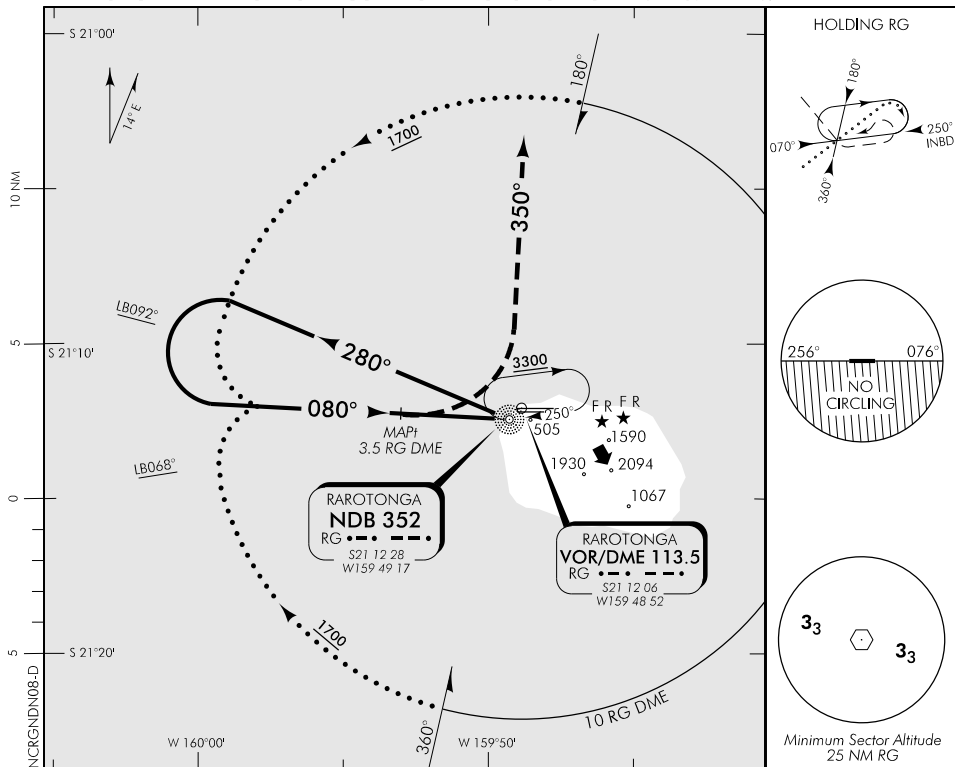 S 21°00'
14° E
180°
1700
10 NM
350°
LB092°
5
S 21°10'
280°
3300
080°
250°
505
F R F R
MAPt
3.5 RG DME
1590
1930
2094
1067
LB068°
0
RAROTONGA
NDB 352
RG
S21 12 28
W159 49 17
RAROTONGA
VOR/DME 113.5
RG
S21 12 06
W159 48 52
1700
5
S 21°20'
10 RG DME
360°
W 160°00'
W 159°50'
NCRGNDN08-D
HOLDING RG
180°
070°
250°
INBD
360°
256°
076°
NO
CIRCLING
3₃
3₃
Minimum Sector Altitude
25 NM RG